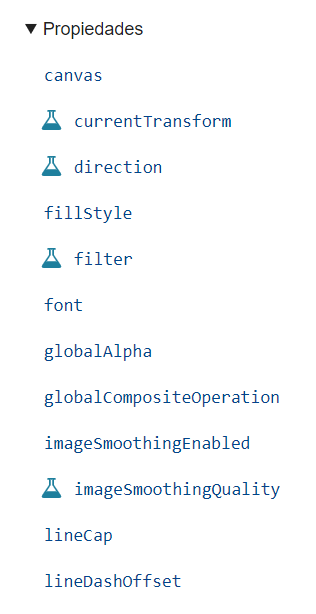 Propiedades
canvas
currentTransform
direction
fillStyle
filter
font
globalAlpha
globalCompositeOperation
imageSmoothingEnabled
imageSmoothingQuality
lineCap
lineDashOffset